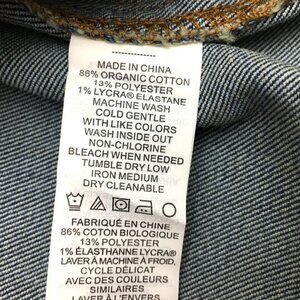 MADE IN CHINA
86% ORGANIC COTTON
13% POLYESTER
1% LYCRA® ELASTANE
MACHINE WASH
COLD GENTLE
WITH LIKE COLORS
WASH INSIDE OUT
NON-CHLORINE
BLEACH WHEN NEEDED
TUMBLE DRY LOW
IRON MEDIUM
DRY CLEANABLE
FABRIQUÉ EN CHINE
86% COTON BIOLOGIQUE
13% POLYESTER
1% ÉLASTHANNE LYCRA®
LAVER À MACHINE À FROID,
CYCLE DÉLICAT
AVEC DES COULEURS
SIMILAIRES
LAVER À L'ENVERS